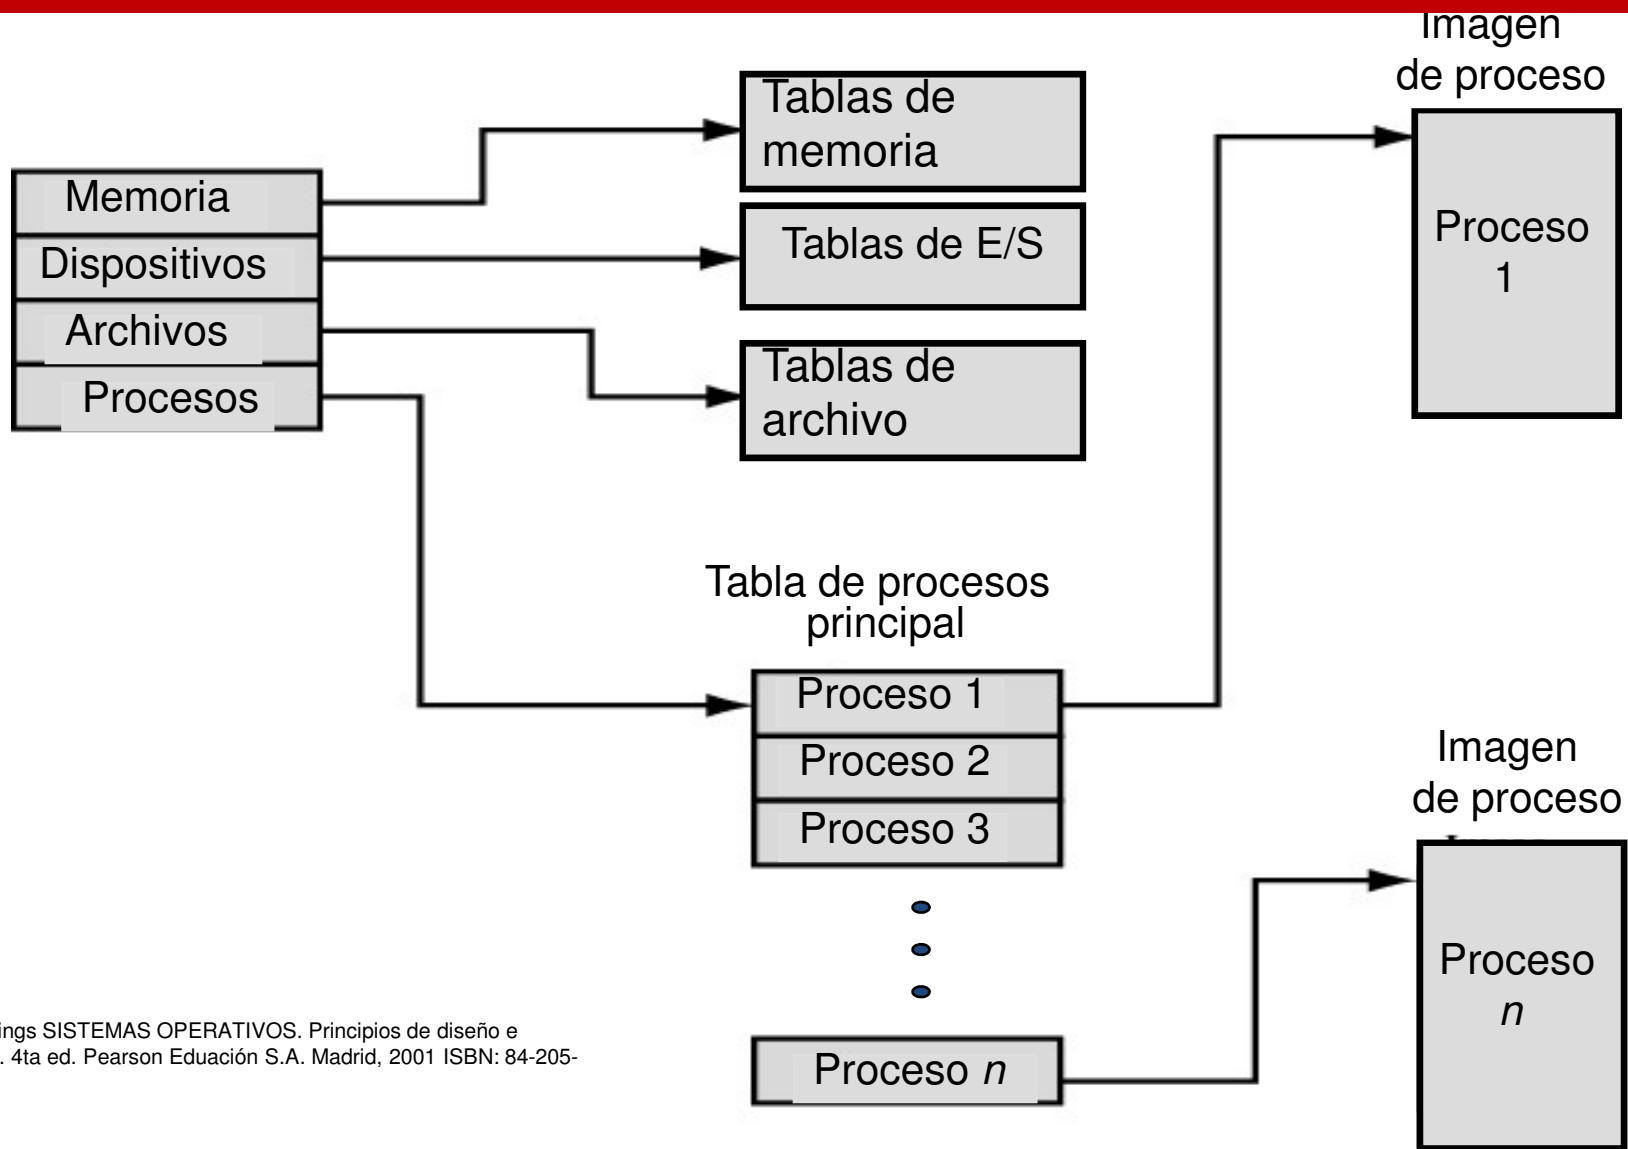 Imagen
de proceso
Tablas de
memoria
Memoria
Dispositivos
Archivos
Procesos
Tablas de E/S
Tablas de
archivo
Proceso
1
Tabla de procesos
principal
Proceso 1
Proceso 2
Proceso 3
Proceso n
Imagen
de proceso
Proceso
n
ings SISTEMAS OPERATIVOS. Principios de diseño e
. 4ta ed. Pearson Eduación S.A. Madrid, 2001 ISBN: 84-205-